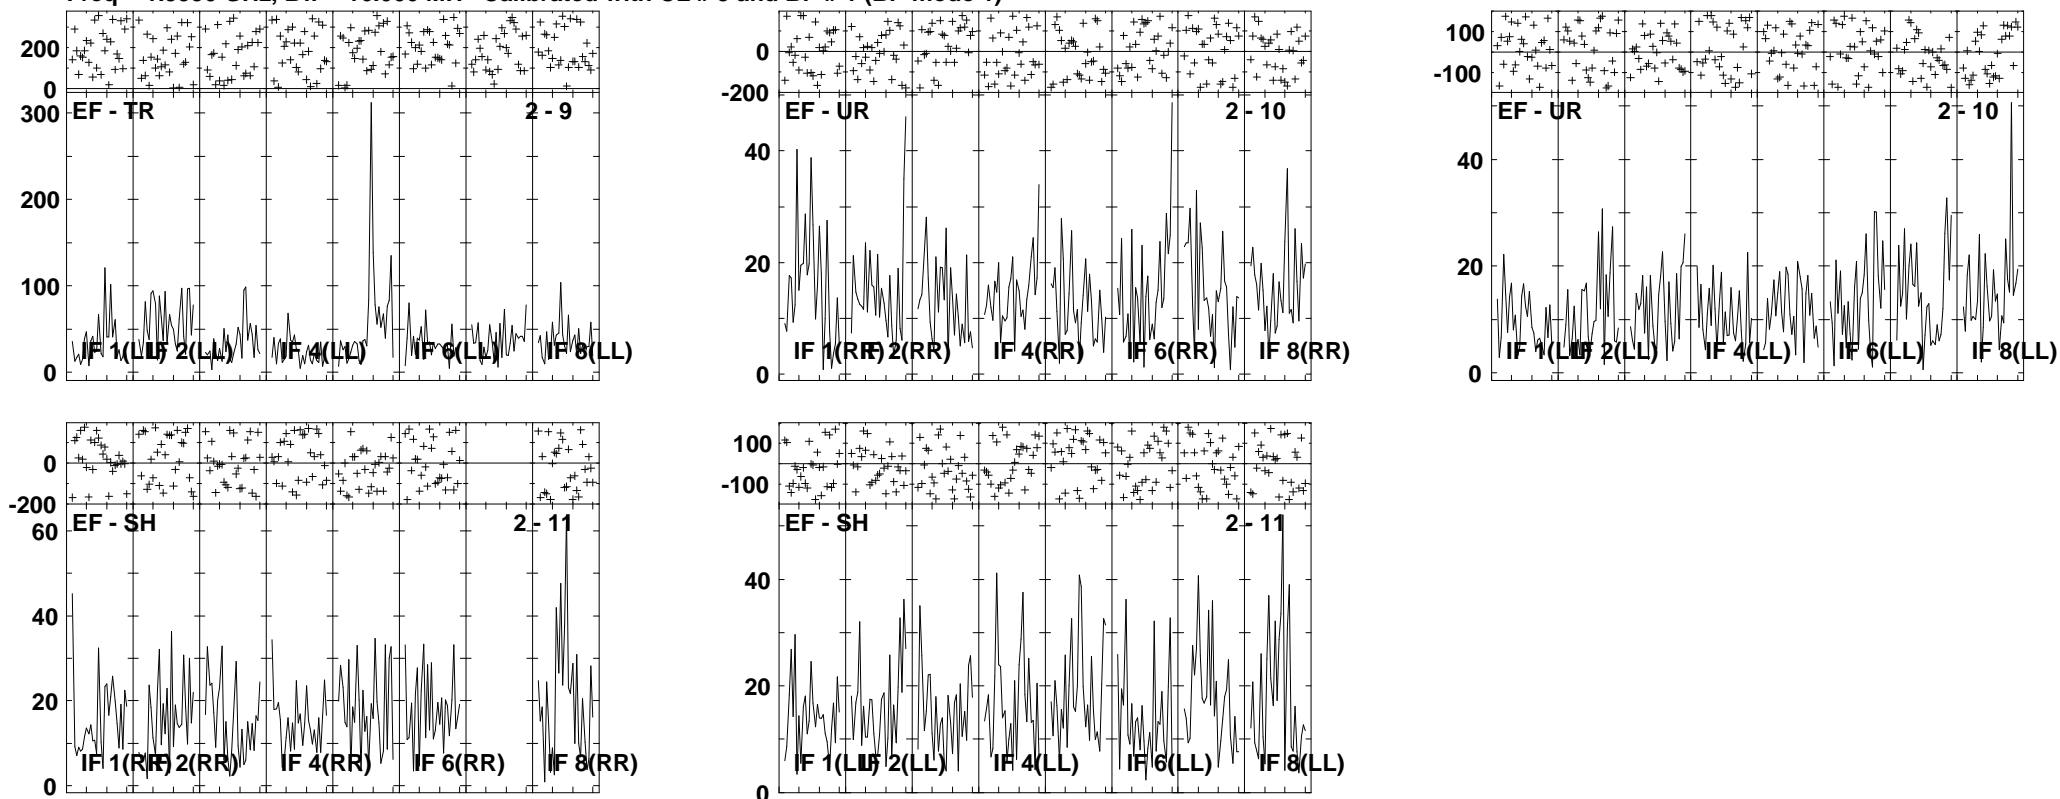 200
0
300
EF - TR
2 - 9
200
100
0
IF 1(LL)
IF 2(LL)
IF 4(LL)
IF 6(LL)
IF 8(LL)
0
-200
EF - UR
2 - 10
40
20
0
IF 1(RR)
IF 2(RR)
IF 4(RR)
IF 6(RR)
IF 8(RR)
100
-100
EF - UR
2 - 10
40
20
0
IF 1(LL)
IF 2(LL)
IF 4(LL)
IF 6(LL)
IF 8(LL)
0
-200
EF - SH
2 - 11
60
40
20
0
IF 1(RR)
IF 2(RR)
IF 4(RR)
IF 6(RR)
IF 8(RR)
100
-100
EF - SH
2 - 11
40
20
0
IF 1(LL)
IF 2(LL)
IF 4(LL)
IF 6(LL)
IF 8(LL)